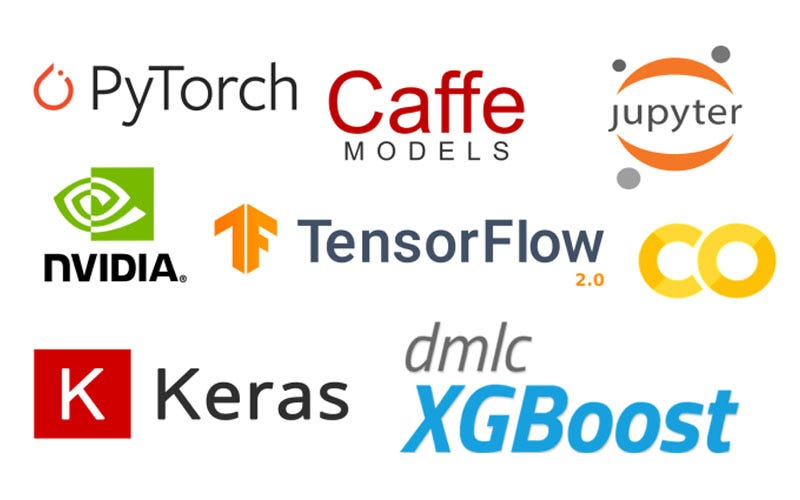 PyTorch
Caffe
MODELS
jupyter
NVIDIA®
TensorFlow
2.0
CO
K Keras
dmlc
XGBoost